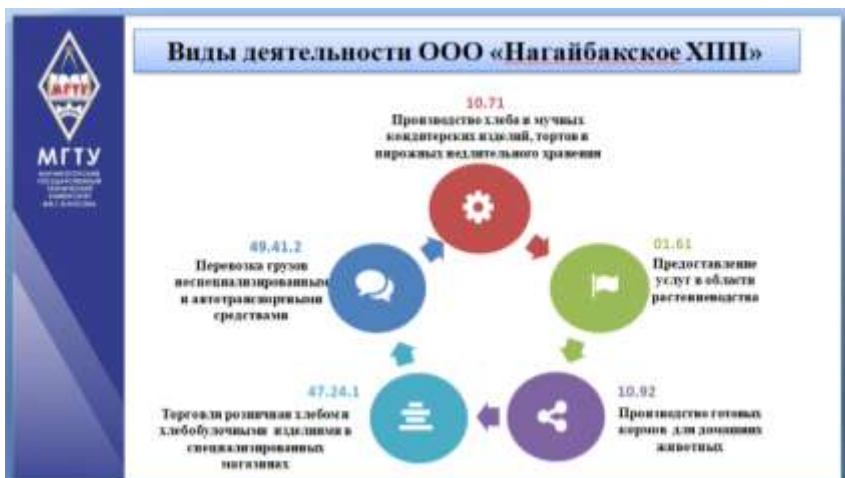 Виды деятельности ООО «Нагайбакское ХПП»
МГТУ
10.71
Производство хлеба и мучных
кондитерских изделий, тортов и
пирожных недлительного хранения
49.41.2
Перевозка грузов
неспециализированным
и автотранспортными
средствами
01.61
Предоставление
услуг в области
растениеводства
47.24.1
Торговля розничная хлебом и
хлебобулочными изделиями в
специализированных
магазинах
10.92
Производство готовых
кормов для домашних
животных